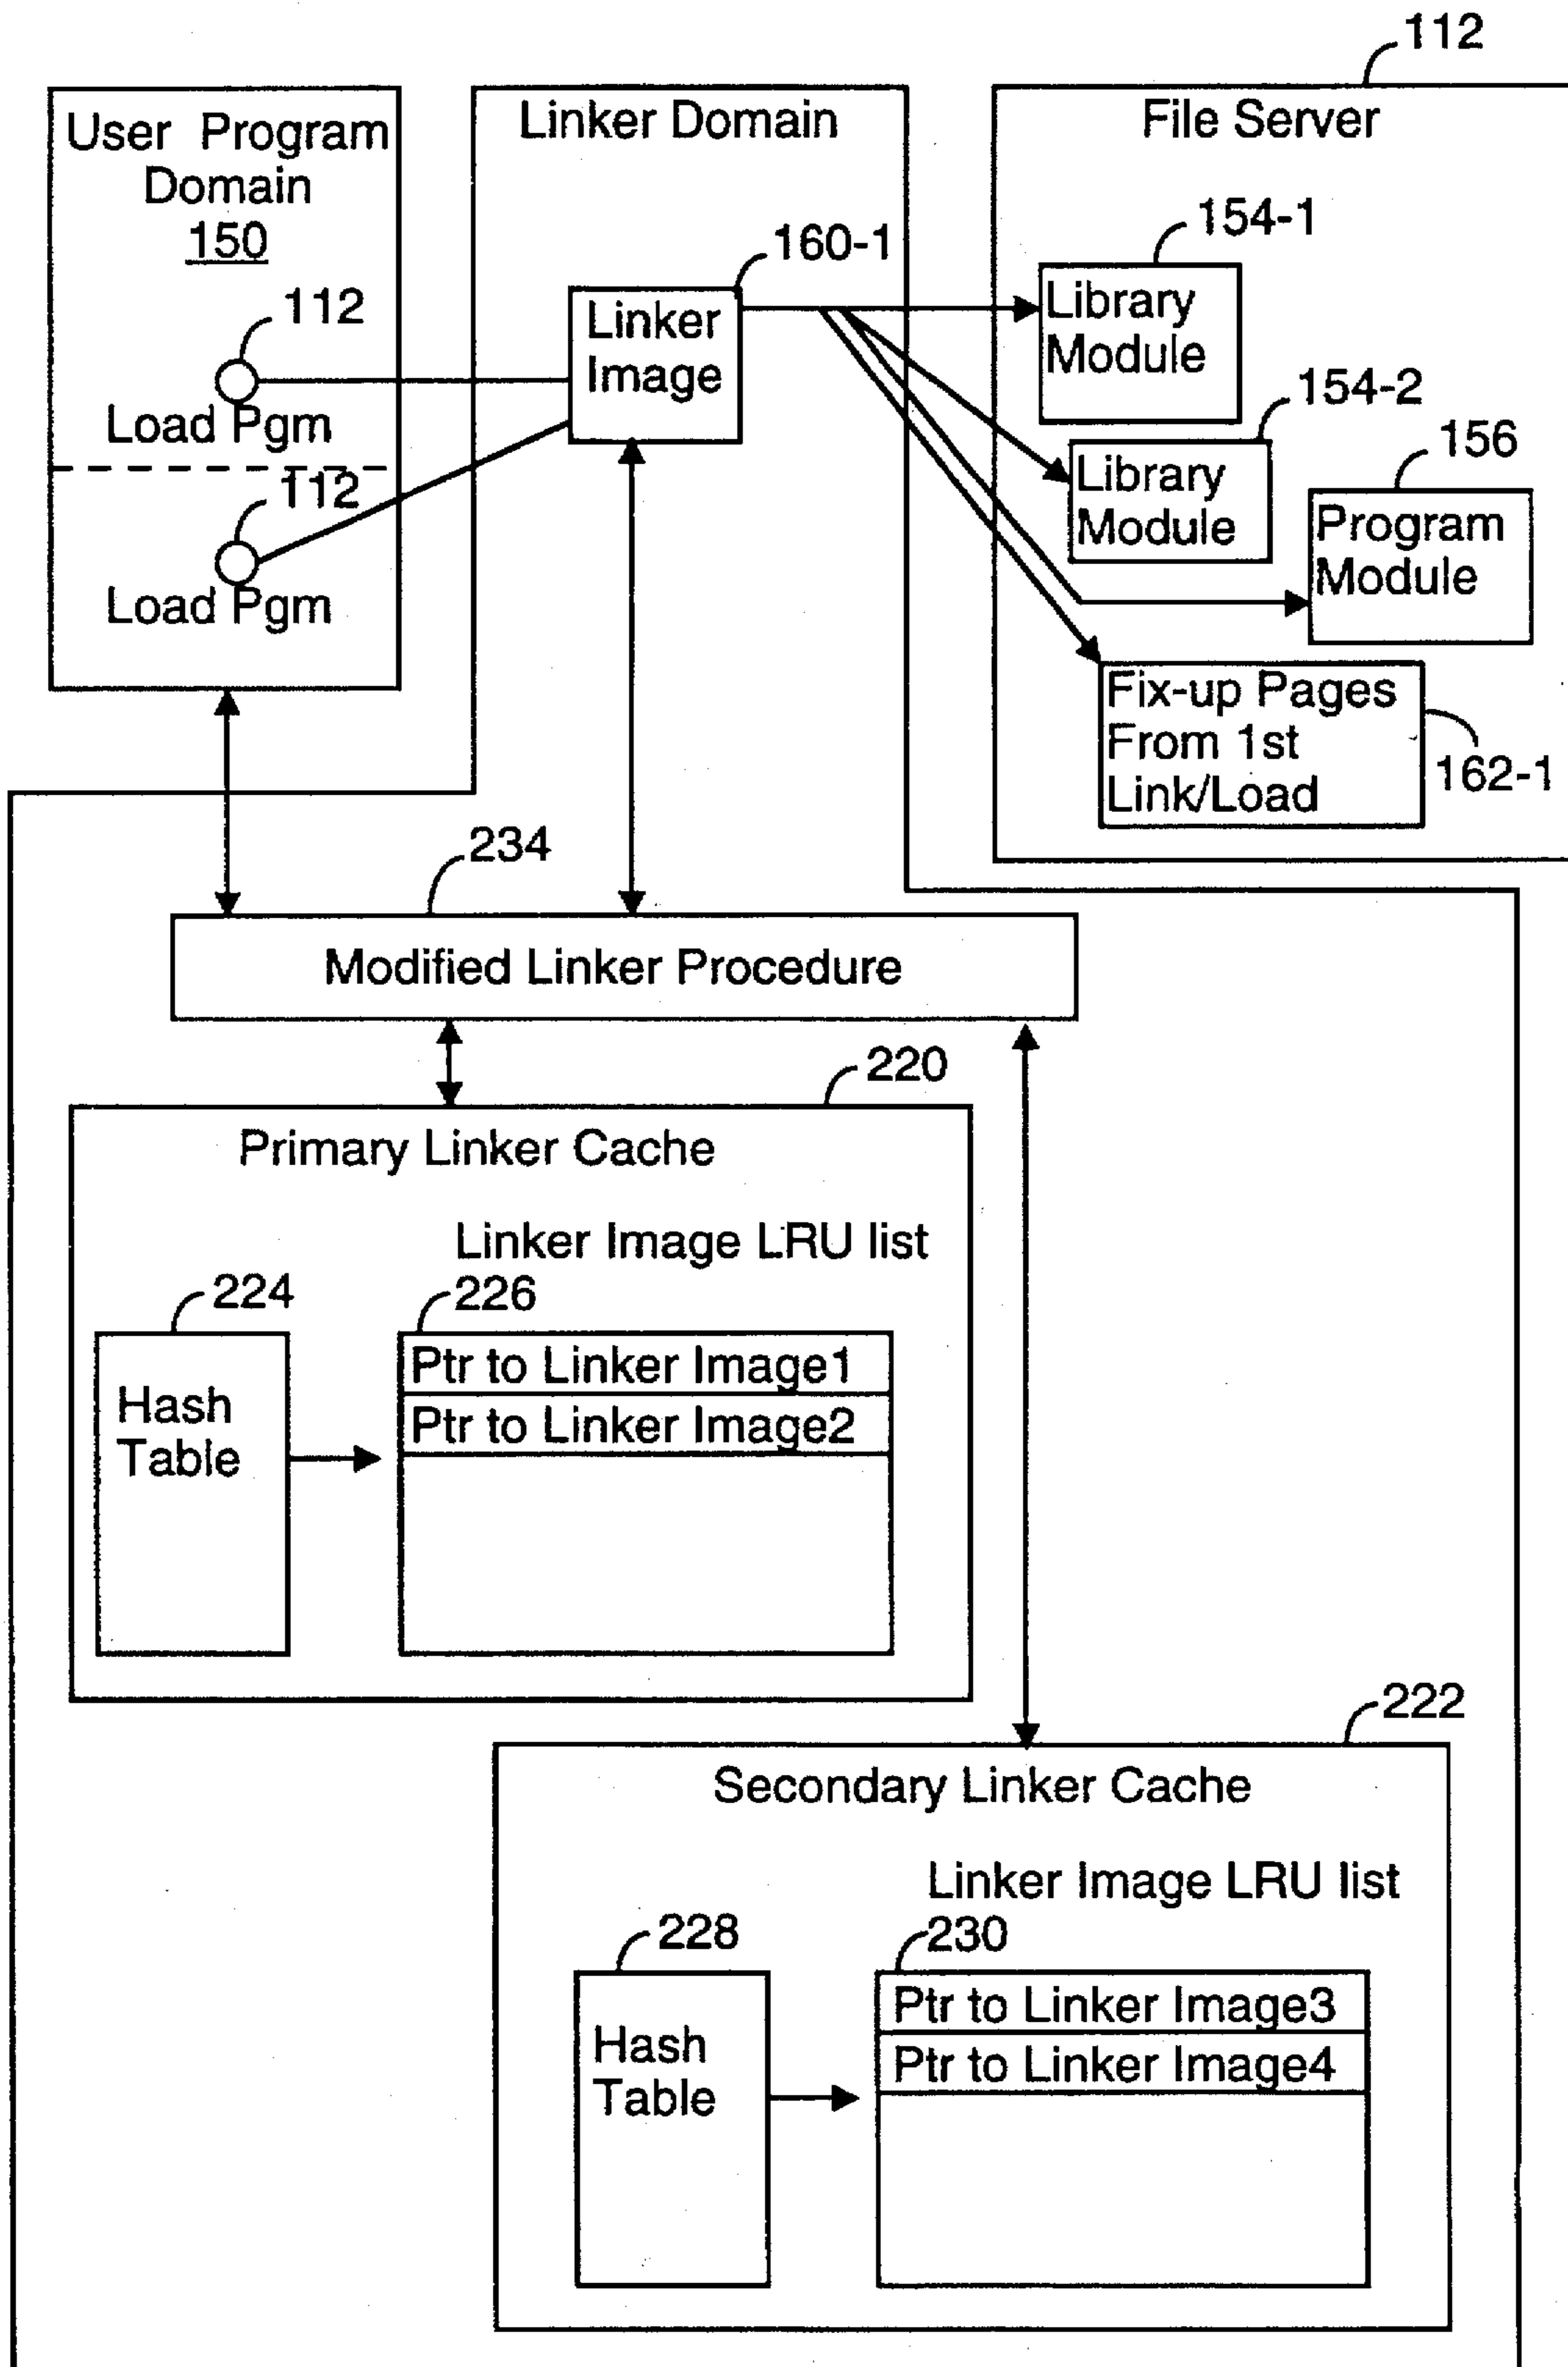 112
User Program
Domain
150
Linker Domain
File Server
160-1
154-1
112
Linker
Image
Library
Module
Load Pgm
154-2
112
Library
Module
156
Program
Module
Load Pgm
Fix-up Pages
From 1st
Link/Load
162-1
234
Modified Linker Procedure
220
Primary Linker Cache
Linker Image LRU list
224
226
Hash
Table
Ptr to Linker Image1
Ptr to Linker Image2
222
Secondary Linker Cache
Linker Image LRU list
228
230
Hash
Table
Ptr to Linker Image3
Ptr to Linker Image4